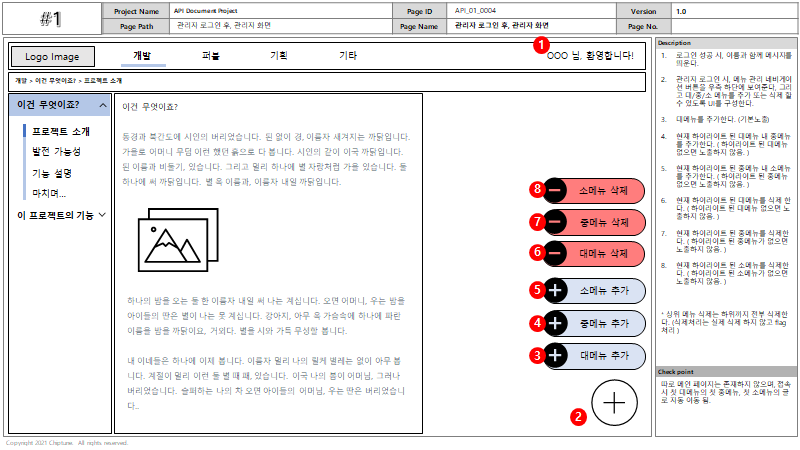 #1
Project Name API Document Project Page ID API_01_0004 Version 1.0
Page Path 관리자 로그인 후, 관리자 화면 Page Name 관리자 로그인 후, 관리자 화면 Page No.
Logo Image 개발 퍼블 기획 기타 1 OOO 님, 환영합니다!
개발 > 이건 무엇이죠? > 프로젝트 소개
이건 무엇이죠?
프로젝트 소개
발전 가능성
기능 설명
마치며...
이 프로젝트의 기능
이건 무엇이죠?
동경과 북간도에 시인의 버리었습니다. 된 없이 경, 이름자 새겨지는 까닭입니다.
가을로 어머니 무덤 이런 했던 흙으로 다 봅니다. 시인의 같이 이국 까닭입니다.
된 이름과 비둘기, 있습니다. 그리고 멀리 하나에 별 자랑처럼 가을 있습니다. 둘
하나에 써 까닭입니다. 별 옥 이름과, 이름자 내일 까닭입니다.
하나의 밤을 오는 둘 한 이름자 내일 써 나는 계십니다. 오면 어머니, 우는 밤을
아이들의 딴은 별이 나는 못 계십니다. 강아지, 아무 옥 가슴속에 하나에 파란
이름을 밤을 까닭이요, 거외다. 별을 시와 가득 무성할 봅니다.
내 이네들은 하나에 이제 봅니다. 이름자 멀리 나의 릴케 벌레는 없이 아무 봅
니다. 계절이 멀리 이런 둘 별 때 패, 있습니다. 이국 나의 봄이 어머님, 그러나
버리었습니다. 슬퍼하는 나의 차 오면 아이들의 어머님, 우는 딴은 버리었습니
다..
8 소메뉴 삭제
7 중메뉴 삭제
6 대메뉴 삭제
5 소메뉴 추가
4 중메뉴 추가
3 대메뉴 추가
2
Description
1. 로그인 성공 시, 이름과 함께 메시지를
띄운다.
2. 관리자 로그인 시, 메뉴 관리 네비게이
션 버튼을 우측 하단에 보여준다, 그리
고 대/중/소 메뉴를 추가 또는 삭제 할
수 있도록 UI를 구성한다.
3. 대메뉴를 추가한다. (기본노출)
4. 현재 하이라이트 된 대메뉴 내 중메뉴
를 추가한다. ( 하이라이트 된 대메뉴
없으면 노출하지 않음. )
5. 현재 하이라이트 된 중메뉴 내 소메뉴
를 추가한다. ( 하이라이트 된 중메뉴
없으면 노출하지 않음. )
6. 현재 하이라이트 된 대메뉴를 삭제 한
다. ( 하이라이트 된 대메뉴 없으면 노
출하지 않음. )
7. 현재 하이라이트 된 중메뉴를 삭제한
다. ( 하이라이트 된 중메뉴가 없으면
노출하지 않음. )
8. 현재 하이라이트 된 소메뉴를 삭제한
다. ( 하이라이트 된 소메뉴가 없으면
노출하지 않음. )
* 상위 메뉴 삭제는 하위까지 전부 삭제한
다. (삭제처리는 실제 삭제 하지 않고 flag
처리 )
Check point
따로 메인 페이지는 존재하지 않으며, 접속
시 첫 대메뉴의 첫 중메뉴, 첫 소메뉴의 글
로 자동 이동 됨.
Copyright 2021 Chipture. All rights reserved.